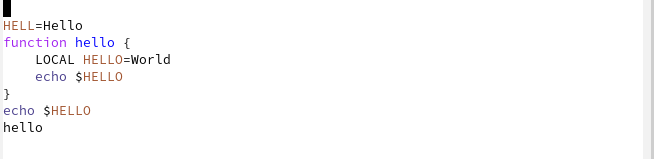 HELL=Hello
function hello {
    LOCAL HELLO=World
    echo $HELLO
}
echo $HELLO
hello